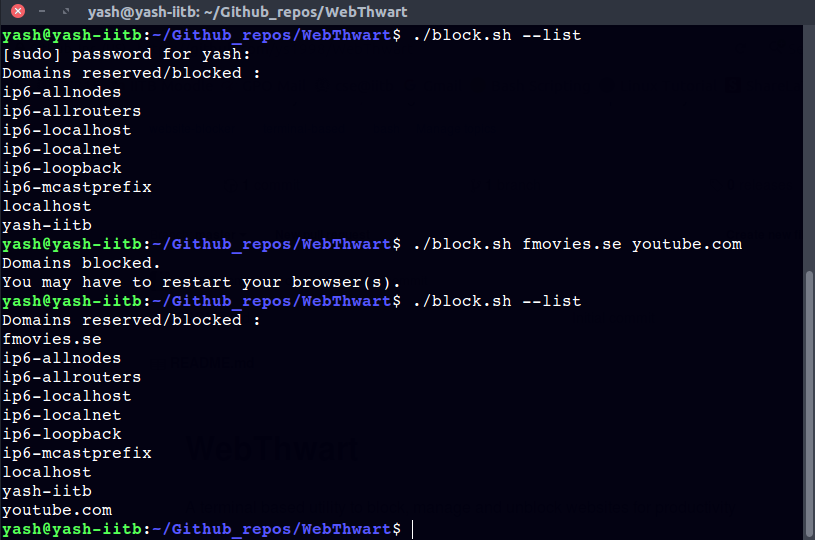 yash@yash-iitb: ~/Github_repos/WebThwart
yash@yash-iitb:~/Github_repos/WebThwart$ ./block.sh --list
[sudo] password for yash:
Domains reserved/blocked :
ip6-allnodes
ip6-allrouters
ip6-localhost
ip6-localnet
ip6-loopback
ip6-mcastprefix
localhost
yash-iitb
yash@yash-iitb:~/Github_repos/WebThwart$ ./block.sh fmovies.se youtube.com
Domains blocked.
You may have to restart your browser(s).
yash@yash-iitb:~/Github_repos/WebThwart$ ./block.sh --list
Domains reserved/blocked :
fmovies.se
ip6-allnodes
ip6-allrouters
ip6-localhost
ip6-localnet
ip6-loopback
ip6-mcastprefix
localhost
yash-iitb
youtube.com
yash@yash-iitb:~/Github_repos/WebThwart$
WebThwart